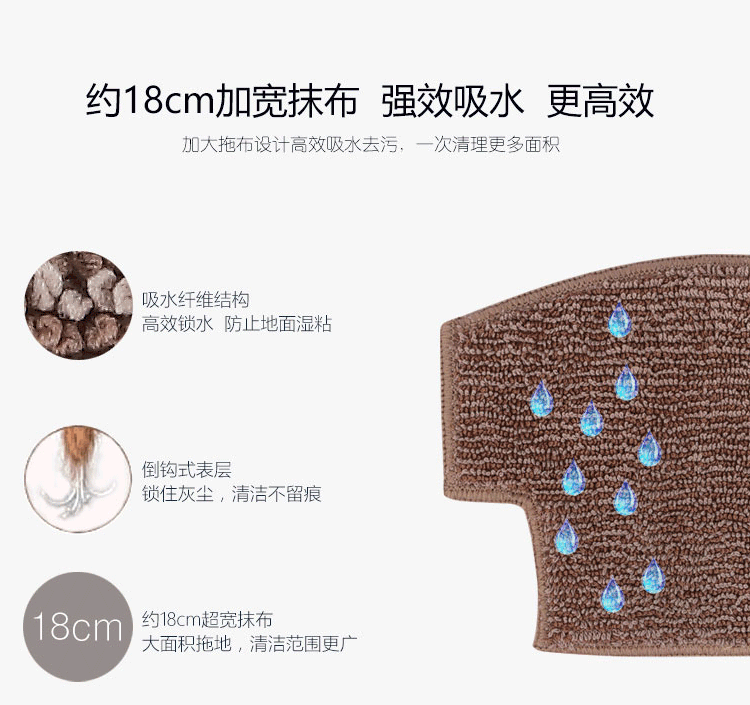 约18cm加宽抹布 强效吸水 更高效
加大拖布设计高效吸水去污，一次清理更多面积
吸水纤维结构
高效锁水 防止地面湿粘
倒钩式表层
锁住灰尘，清洁不留痕
18cm
约18cm超宽抹布
大面积拖地，清洁范围更广